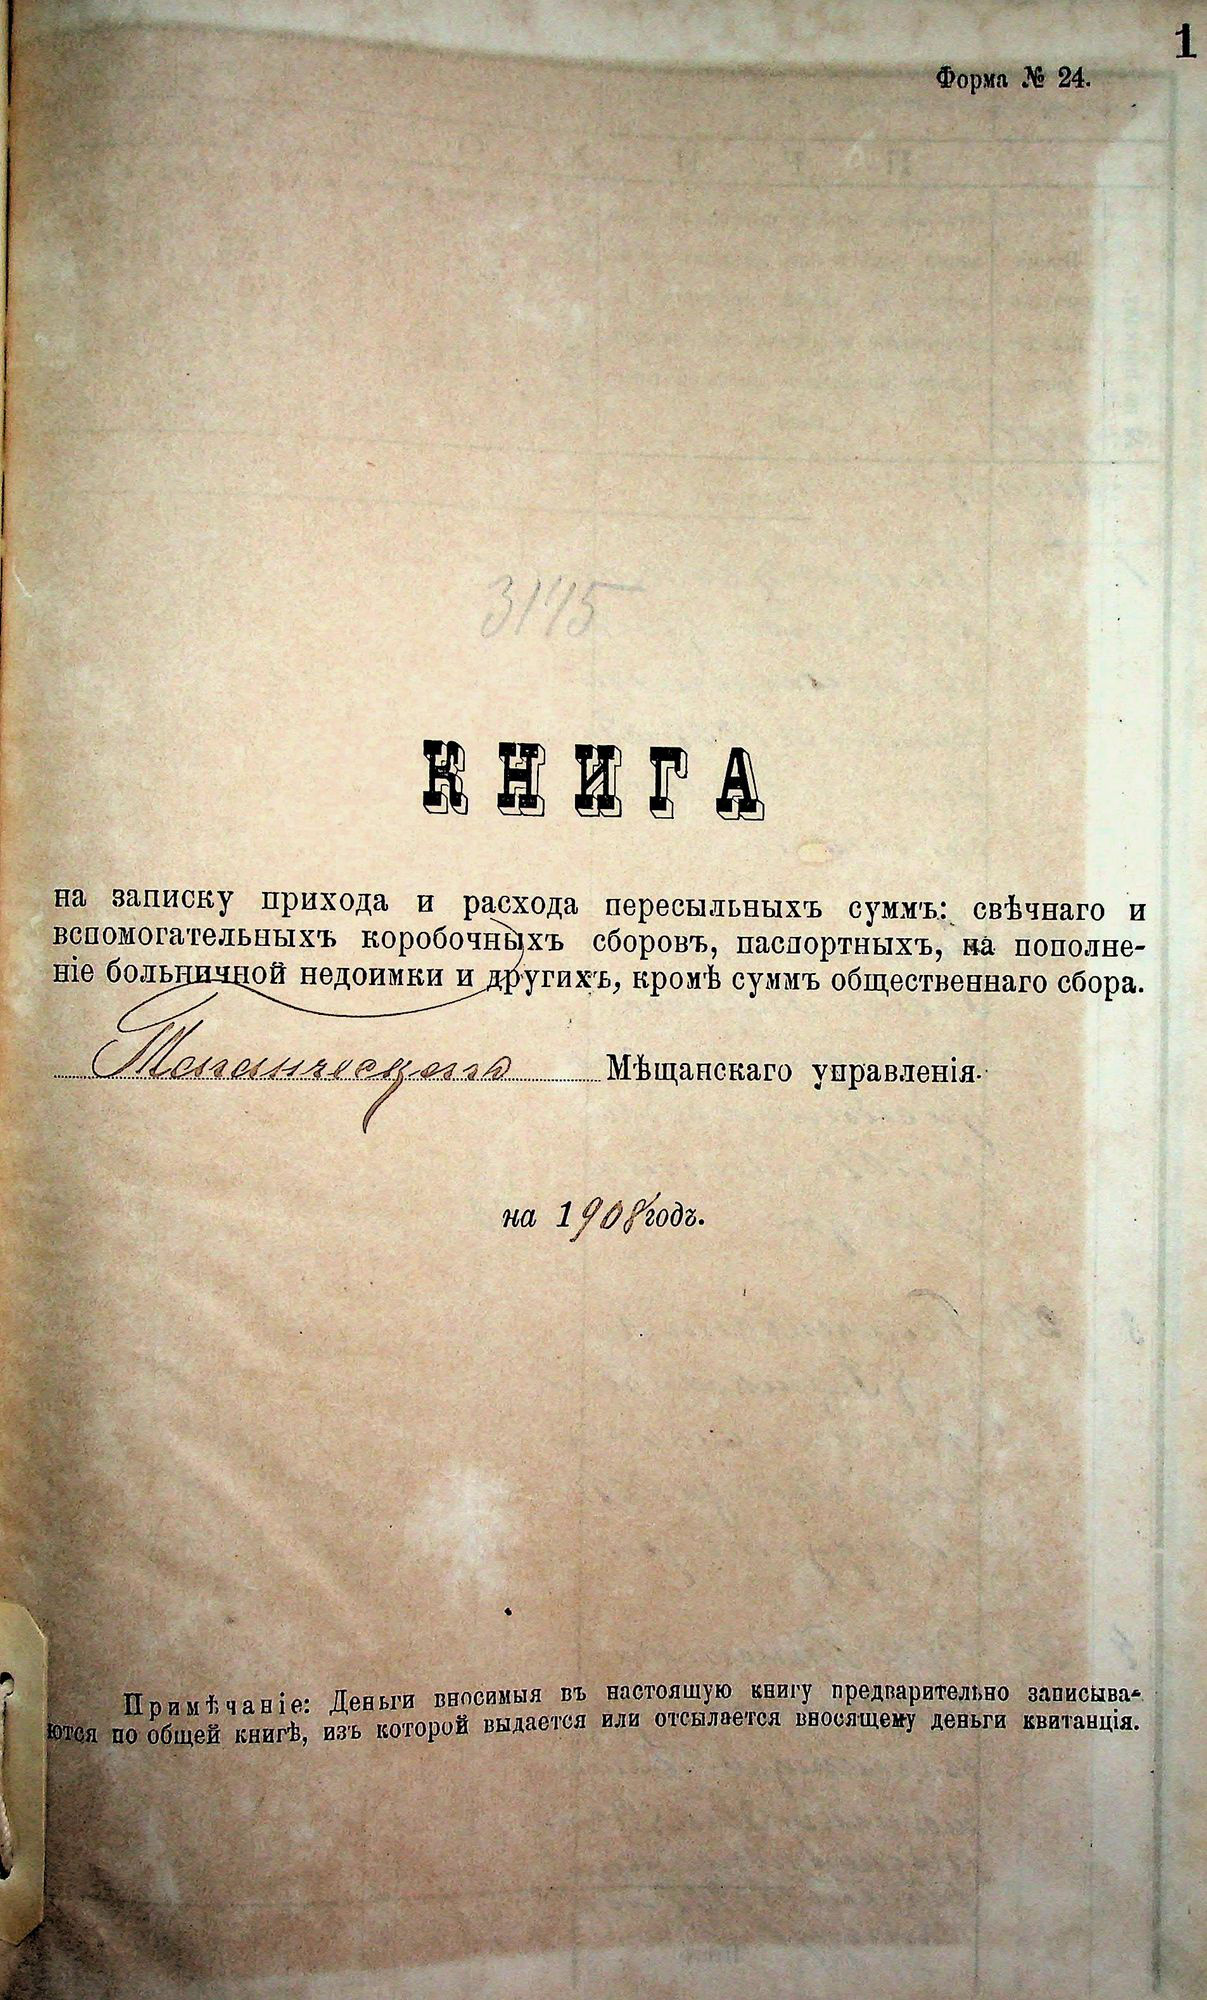 1
Форма № 24.
3145
КНИГА
на записку прихода и расхода пересыльныхъ суммъ: свѣчнаго и
вспомогательныхъ коробочныхъ сборовъ, паспортныхъ, на пополне-
ніе больничной недоимки и другихъ, кромѣ суммъ общественнаго сбора.
Мѣщанскаго управленія.
на 1908 годъ.
Примѣчаніе: Деньги вносимыя въ настоящую книгу предварительно записыва-
ются по общей книгѣ, изъ которой выдается или отсылается вносящему деньги квитанція.